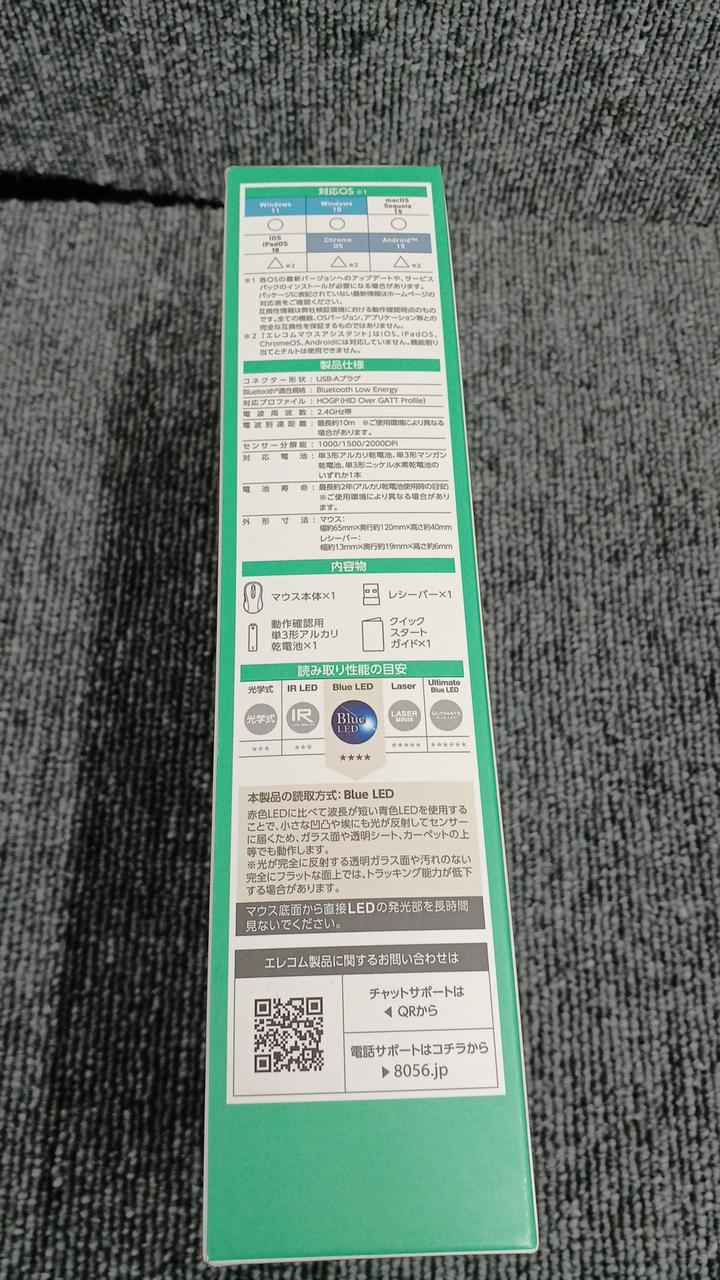 対応OS ※1
Windows 11
Windows 10
macOS Sequoia 15
○ ○ ○
iOS iPadOS 18
Chrome OS
Android™ 15
△※2 △※2 △※2
※1 各OSの最新バージョンへのアップデートや、サービス
パックのインストールが必要になる場合があります。
パッケージに表記されていない最新情報はホームページの
対応表をご確認ください。
互換性情報は弊社検証環境における動作確認時点のもの
です。全ての機器、OSバージョン、アプリケーション等との
完全な互換性を保証するものではありません。
※2 「エレコムマウスアシスタント」はiOS、iPadOS、
ChromeOS、Androidには対応していません。機能割り
当てとチルトは使用できません。
製品仕様
コネクター形状：USB-Aプラグ
Bluetooth®適合規格：Bluetooth Low Energy
対応プロファイル：HOGP(HID Over GATT Profile)
電波周波数：2.4GHz帯
電波到達距離：最長約10m ※ご使用環境により異なる
場合があります。
センサー分解能：1000/1500/2000DPI
対応電池：単3形アルカリ乾電池、単3形マンガン
乾電池、単3形ニッケル水素乾電池の
いずれか1本
電池寿命：最長約2年(アルカリ乾電池使用時の目安)
※ご使用環境により異なる場合があり
ます。
外形寸法：マウス：
幅約65mm×奥行約120mm×高さ約40mm
レシーバー：
幅約13mm×奥行約19mm×高さ約6mm
内容物
マウス本体×1
レシーバー×1
動作確認用
単3形アルカリ
乾電池×1
クイック
スタート
ガイド×1
読み取り性能の目安
光学式 IR LED Blue LED Laser Ultimate Blue LED
光学式 IR Blue LED LASER MOUSE ULTIMATE
★★★ ★★★ ★★★★ ★★★★★ ★★★★★★
本製品の読取方式：Blue LED
赤色LEDに比べて波長が短い青色LEDを使用する
ことで、小さな凹凸や埃にも光が反射してセンサー
に届くため、ガラス面や透明シート、カーペットの上
等でも動作します。
※光が完全に反射する透明ガラス面や汚れのない
完全にフラットな面上では、トラッキング能力が低下
する場合があります。
マウス底面から直接LEDの発光部を長時間
見ないでください。
エレコム製品に関するお問い合わせは
チャットサポートは
◀ QRから
電話サポートはコチラから
▶ 8056.jp